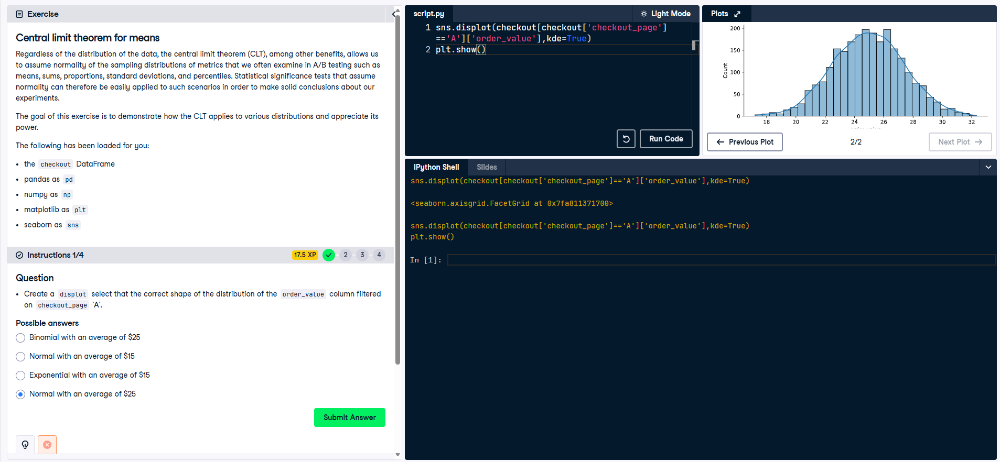 Exercise
Central limit theorem for means
Regardless of the distribution of the data, the central limit theorem (CLT), among other benefits, allows us
to assume normality of the sampling distributions of metrics that we often examine in A/B testing such as
means, sums, proportions, standard deviations, and percentiles. Statistical significance tests that assume
normality can therefore be easily applied to such scenarios in order to make solid conclusions about our
experiments.
The goal of this exercise is to demonstrate how the CLT applies to various distributions and appreciate its
power.
The following has been loaded for you:
• the checkout DataFrame
• pandas as pd
• numpy as np
• matplotlib as plt
• seaborn as sns
Instructions 1/4
17.5 XP
2
3
4
Question
• Create a displot select that the correct shape of the distribution of the order_value column filtered
on checkout_page 'A'.
Possible answers
Binomial with an average of $25
Normal with an average of $15
Exponential with an average of $15
Normal with an average of $25
Submit Answer
script.py
Light Mode
1 sns.displot(checkout[checkout['checkout_page']
=='A']['order_value'],kde=True)
2 plt.show()
Run Code
Plots
200
150
100
50
0
Count
18 20 22 24 26 28 30 32
order_value
Previous Plot
2/2
Next Plot
IPython Shell
Slides
sns.displot(checkout[checkout['checkout_page']=='A']['order_value'],kde=True)
<seaborn.axisgrid.FacetGrid at 0x7fa811371700>
sns.displot(checkout[checkout['checkout_page']=='A']['order_value'],kde=True)
plt.show()
In [1]: